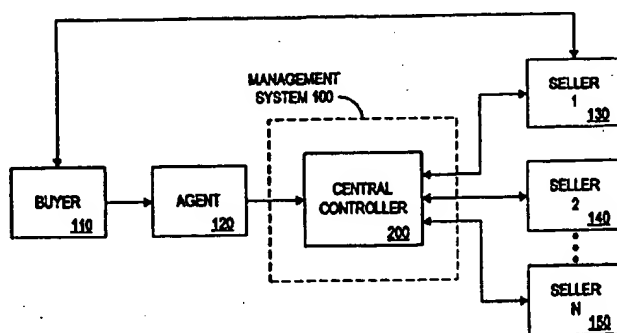 MANAGEMENT
SYSTEM 100
SELLER
1
130
BUYER
110
AGENT
120
CENTRAL
CONTROLLER
200
SELLER
2
140
SELLER
N
150